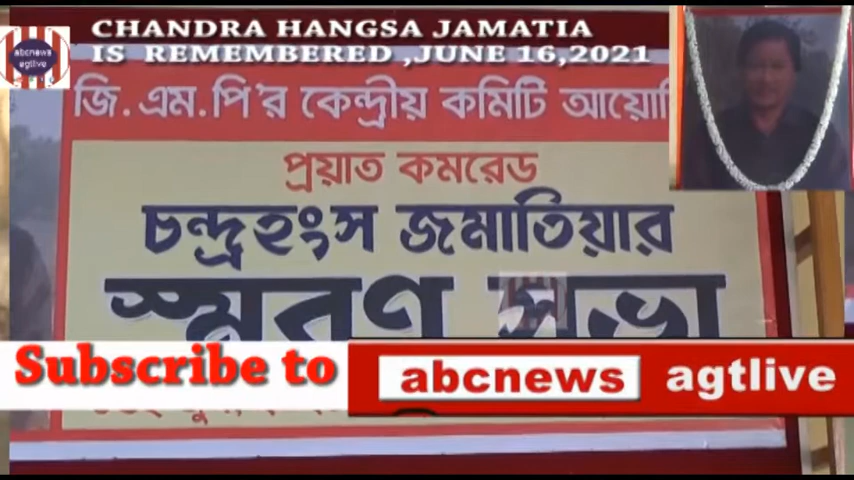 CHANDRA HANGSA JAMATIA
IS REMEMBERED ,JUNE 16,2021
abcnews
agtlive
জি.এম.পি'র কেন্দ্রীয় কমিটি
প্রয়াত কমরেড
চন্দ্রহংস জমাতিয়ার
স্মরণ সভা
Subscribe to abcnews agtlive